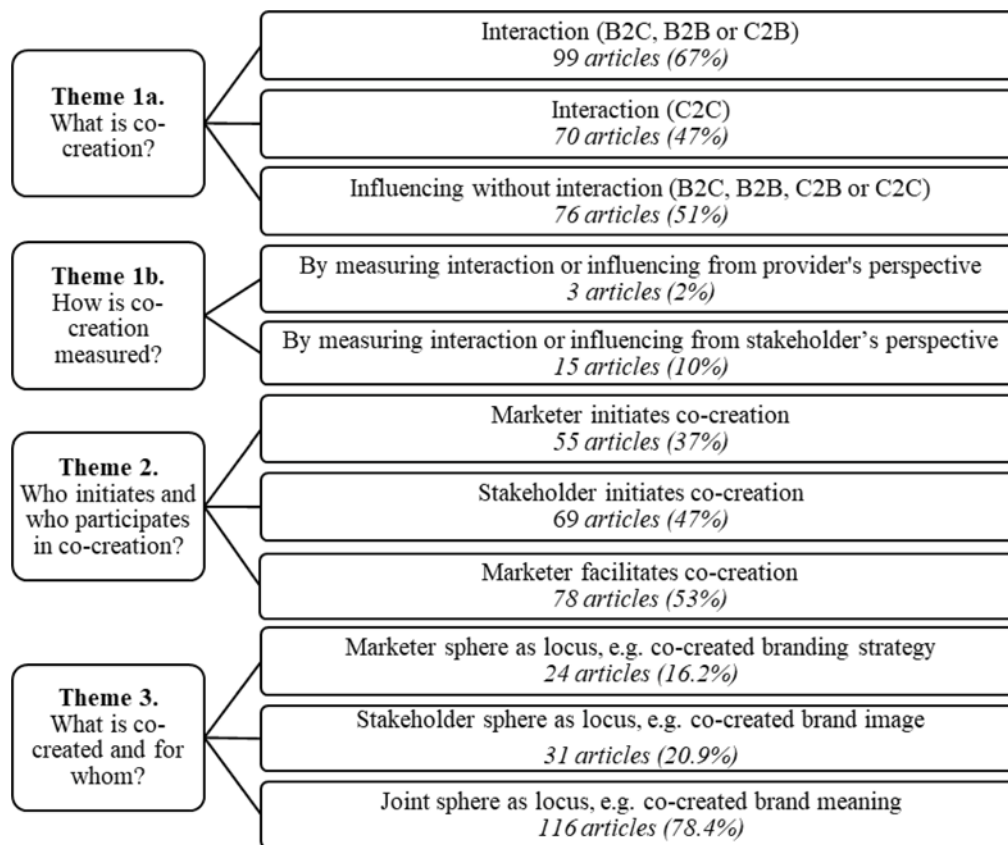 Theme 1a.
What is co-
creation?
Interaction (B2C, B2B or C2B)
99 articles (67%)
Interaction (C2C)
70 articles (47%)
Influencing without interaction (B2C, B2B, C2B or C2C)
76 articles (51%)
Theme 1b.
How is co-
creation
measured?
By measuring interaction or influencing from provider's perspective
3 articles (2%)
By measuring interaction or influencing from stakeholder’s perspective
15 articles (10%)
Theme 2.
Who initiates and
who participates
in co-creation?
Marketer initiates co-creation
55 articles (37%)
Stakeholder initiates co-creation
69 articles (47%)
Marketer facilitates co-creation
78 articles (53%)
Theme 3.
What is co-
created and for
whom?
Marketer sphere as locus, e.g. co-created branding strategy
24 articles (16.2%)
Stakeholder sphere as locus, e.g. co-created brand image
31 articles (20.9%)
Joint sphere as locus, e.g. co-created brand meaning
116 articles (78.4%)